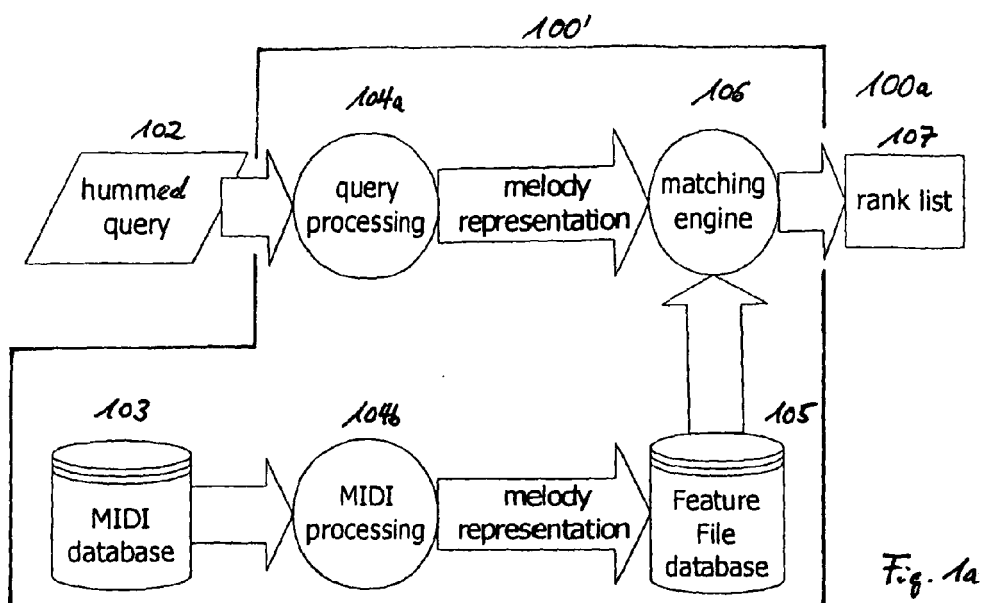 100'
104a
106
100a
102
107
hummed
query
query
processing
melody
representation
matching
engine
rank list
103
104b
105
MIDI
database
MIDI
processing
melody
representation
Feature
File
database
Fig. 1a